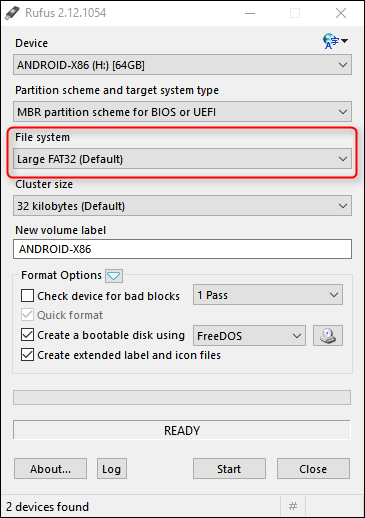 Rufus 2.12.1054
Device
ANDROID-X86 (H:) [64GB]
Partition scheme and target system type
MBR partition scheme for BIOS or UEFI
File system
Large FAT32 (Default)
Cluster size
32 kilobytes (Default)
New volume label
ANDROID-X86
Format Options
Check device for bad blocks 1 Pass
Quick format
Create a bootable disk using FreeDOS
Create extended label and icon files
READY
About... Log Start Close
2 devices found #